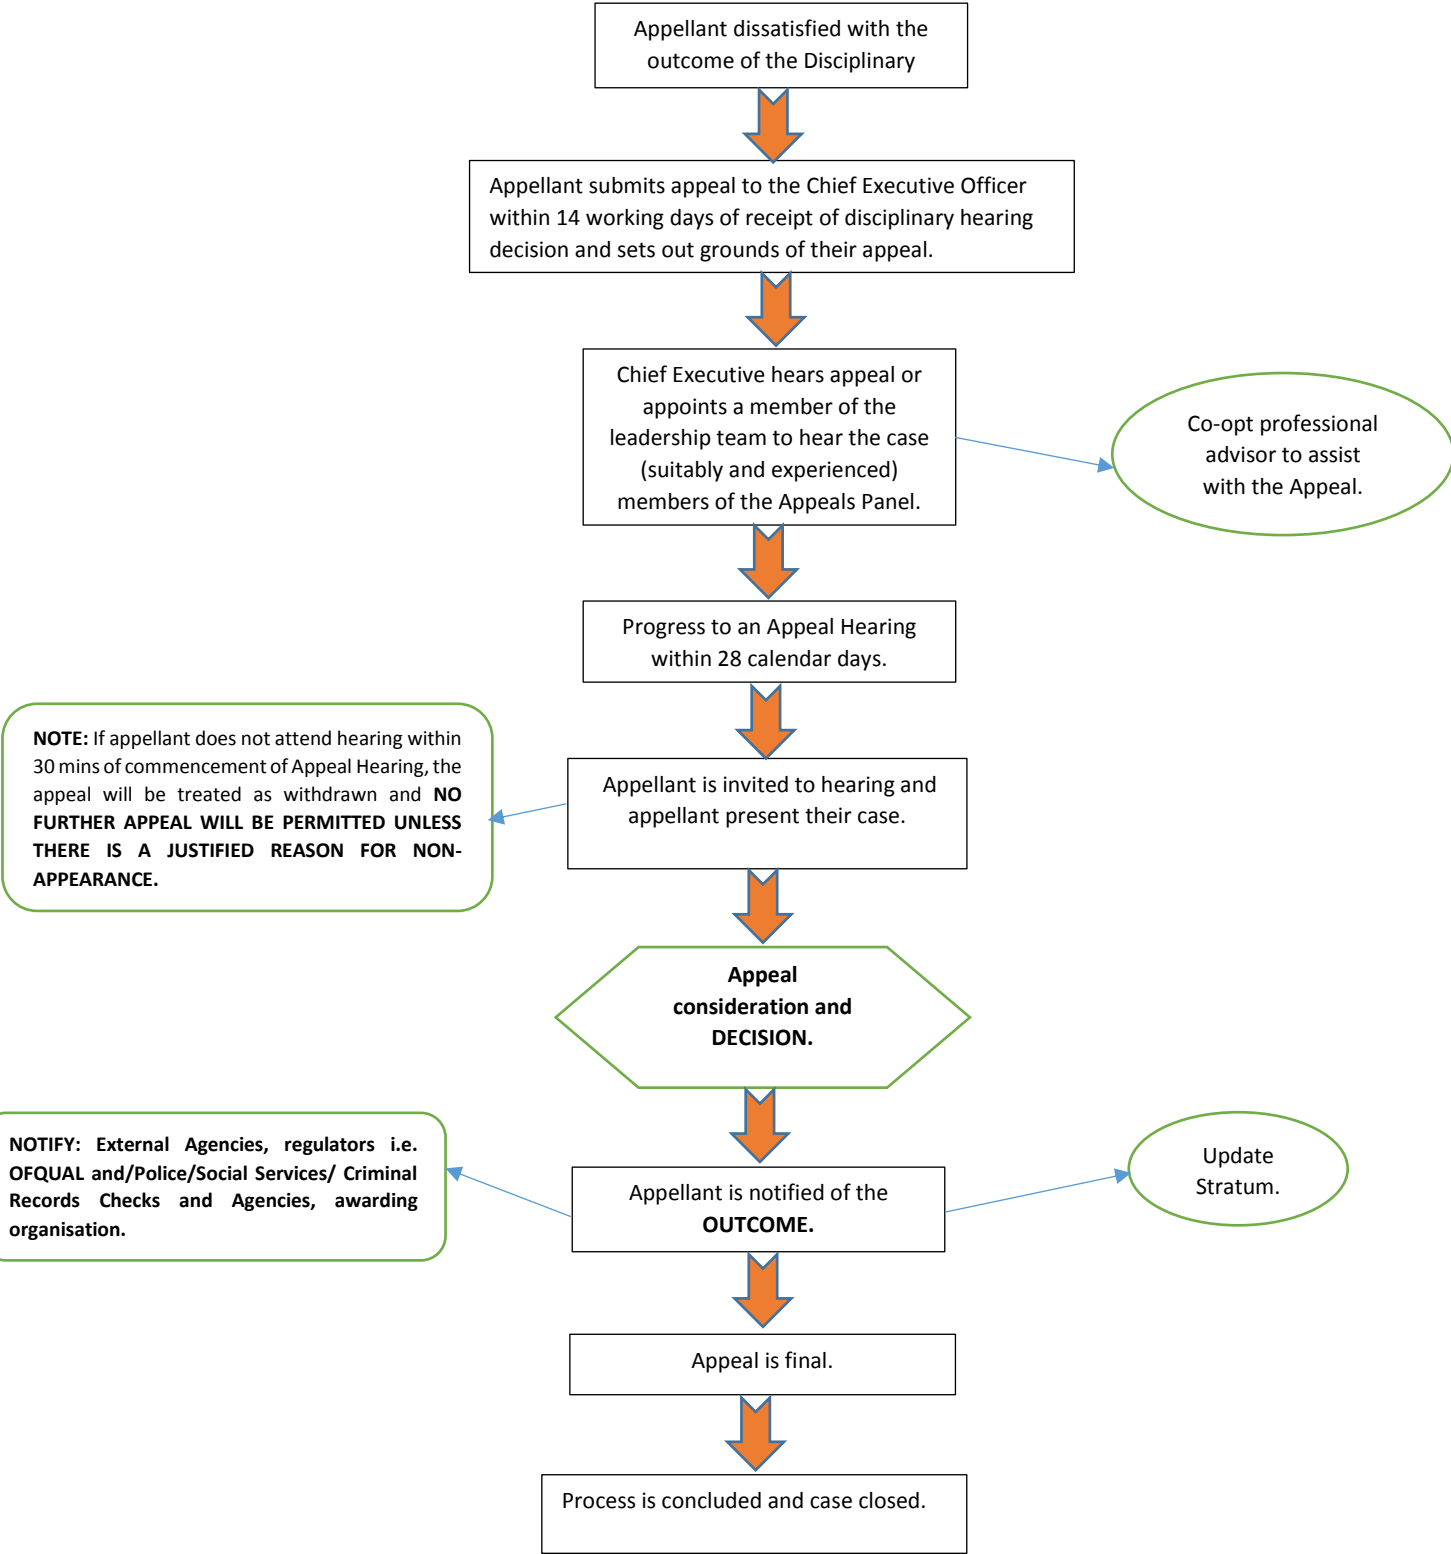 Appellant dissatisfied with the
outcome of the Disciplinary
Appellant submits appeal to the Chief Executive Officer
within 14 working days of receipt of disciplinary hearing
decision and sets out grounds of their appeal.
Chief Executive hears appeal or
appoints a member of the
leadership team to hear the case
(suitably and experienced)
members of the Appeals Panel.
Co-opt professional
advisor to assist
with the Appeal.
Progress to an Appeal Hearing
within 28 calendar days.
NOTE: If appellant does not attend hearing within
30 mins of commencement of Appeal Hearing, the
appeal will be treated as withdrawn and NO
FURTHER APPEAL WILL BE PERMITTED UNLESS
THERE IS A JUSTIFIED REASON FOR NON-
APPEARANCE.
Appellant is invited to hearing and
appellant present their case.
Appeal
consideration and
DECISION.
NOTIFY: External Agencies, regulators i.e.
OFQUAL and/Police/Social Services/ Criminal
Records Checks and Agencies, awarding
organisation.
Appellant is notified of the
OUTCOME.
Update
Stratum.
Appeal is final.
Process is concluded and case closed.